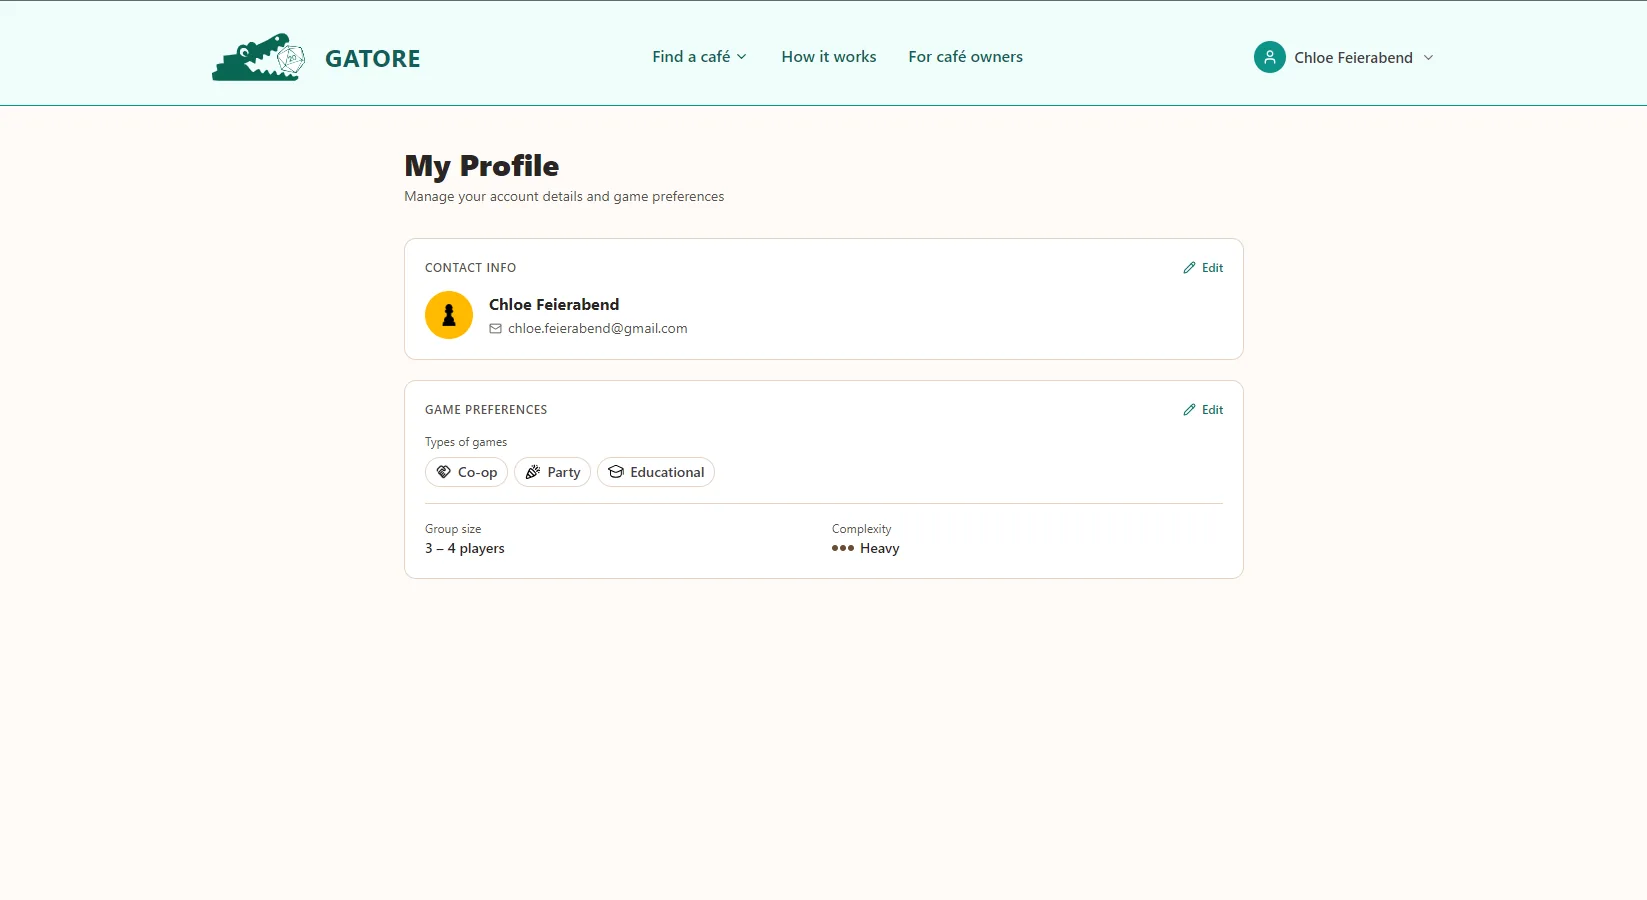 GATORE
Find a café
How it works
For café owners
Chloe Feierabend
My Profile
Manage your account details and game preferences
CONTACT INFO
Edit
Chloe Feierabend
chloe.feierabend@gmail.com
GAME PREFERENCES
Edit
Types of games
Co-op
Party
Educational
Group size
Complexity
3 – 4 players
Heavy